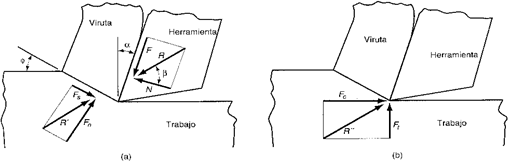 Viruta
Herramienta
α
F
R
β
N
φ
Fs
R'
Fn
Trabajo
(a)
Viruta
Herramienta
Fc
R''
Ft
Trabajo
(b)